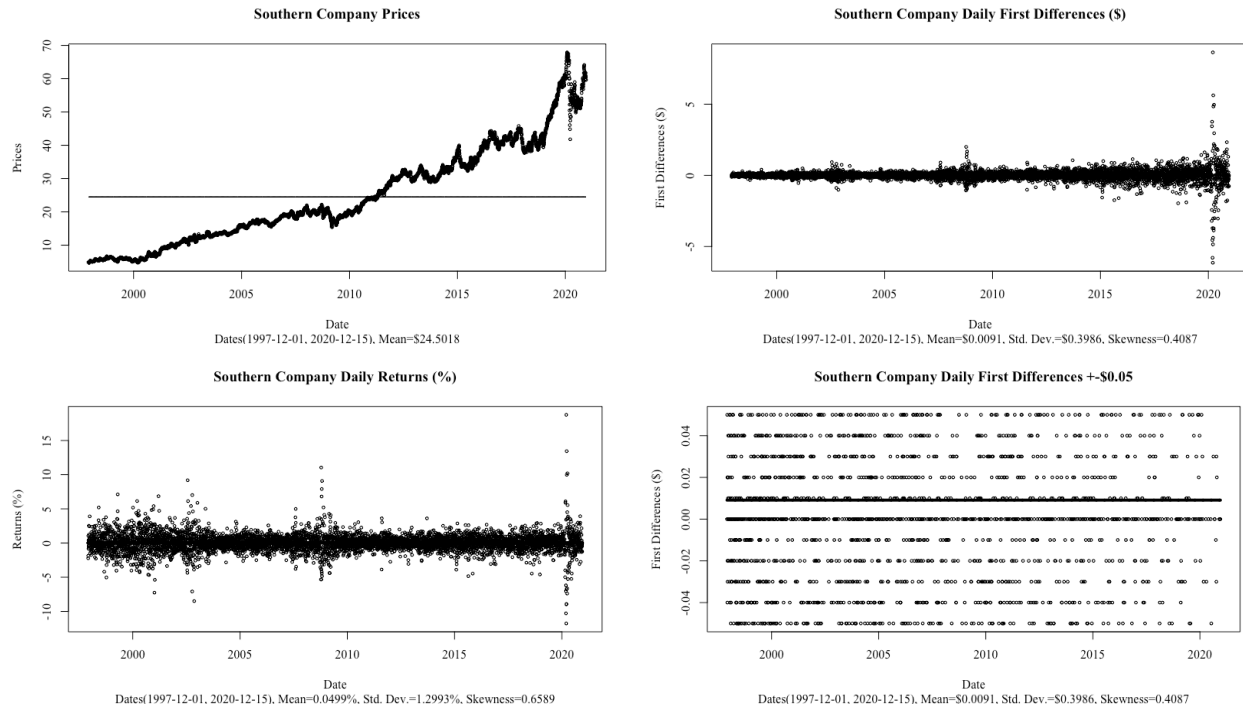 Southern Company Prices
Prices
70
60
50
40
30
20
10
2000 2005 2010 2015 2020
Date
Dates(1997-12-01, 2020-12-15), Mean=$24.5018
Southern Company Daily First Differences ($)
First Differences ($)
5
0
-5
2000 2005 2010 2015 2020
Date
Dates(1997-12-01, 2020-12-15), Mean=$0.0091, Std. Dev.=$0.3986, Skewness=0.4087
Southern Company Daily Returns (%)
Returns (%)
15
10
5
0
-5
-10
2000 2005 2010 2015 2020
Date
Dates(1997-12-01, 2020-12-15), Mean=0.0499%, Std. Dev.=1.2993%, Skewness=0.6589
Southern Company Daily First Differences +-$0.05
First Differences ($)
0.04
0.02
0.00
-0.02
-0.04
2000 2005 2010 2015 2020
Date
Dates(1997-12-01, 2020-12-15), Mean=$0.0091, Std. Dev.=$0.3986, Skewness=0.4087